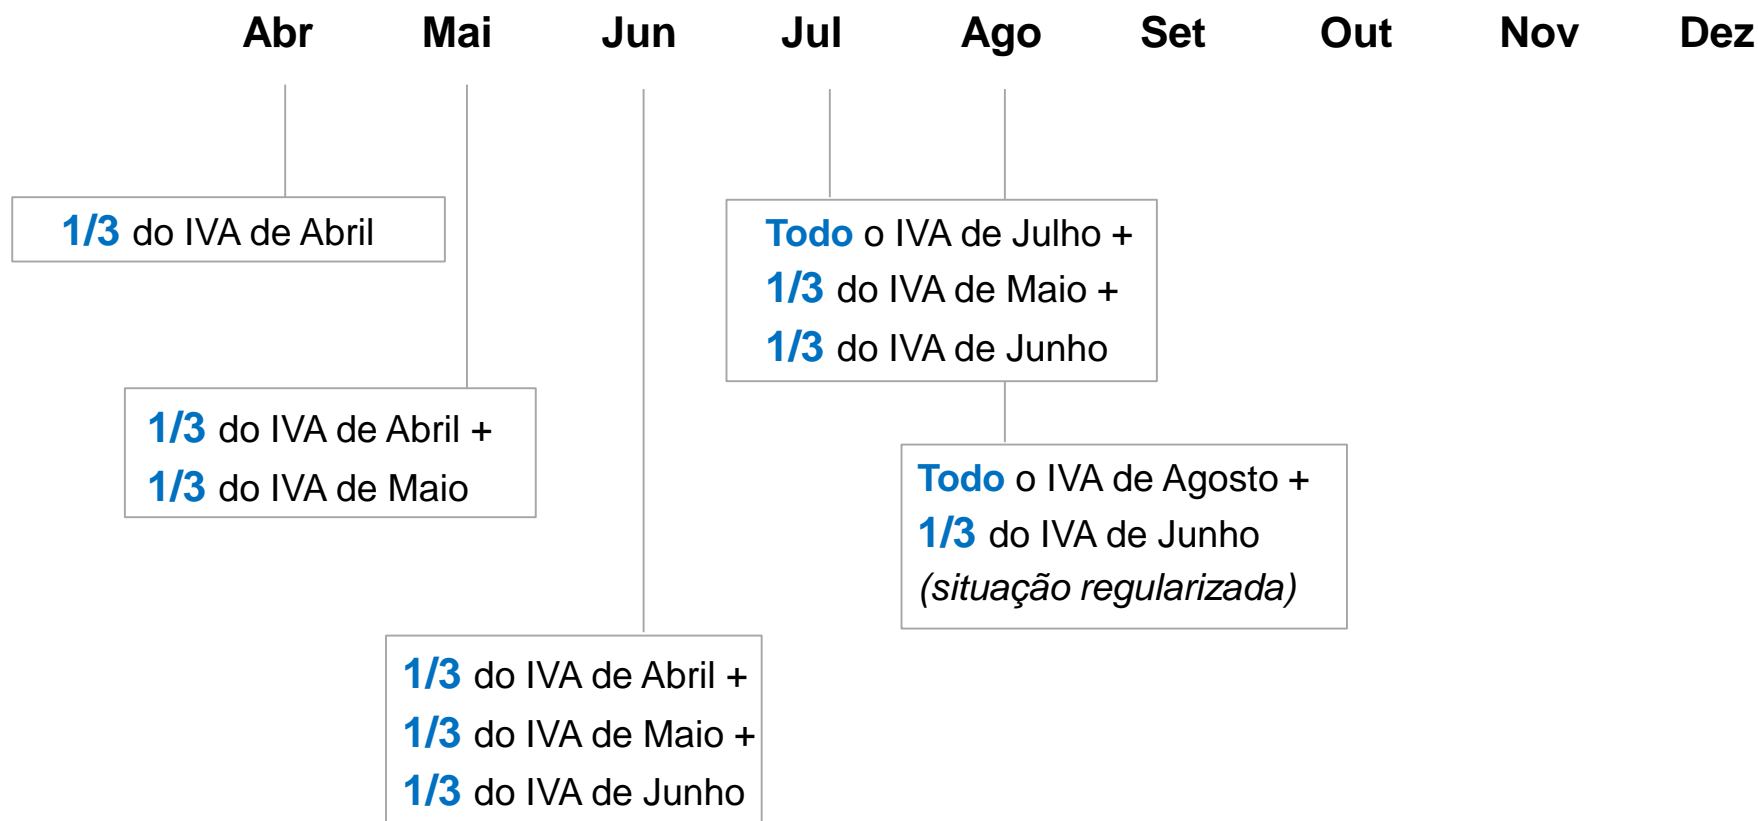 Abr Mai Jun Jul Ago Set Out Nov Dez
1/3 do IVA de Abril
1/3 do IVA de Abril +
1/3 do IVA de Maio
1/3 do IVA de Abril +
1/3 do IVA de Maio +
1/3 do IVA de Junho
Todo o IVA de Julho +
1/3 do IVA de Maio +
1/3 do IVA de Junho
Todo o IVA de Agosto +
1/3 do IVA de Junho
(situação regularizada)